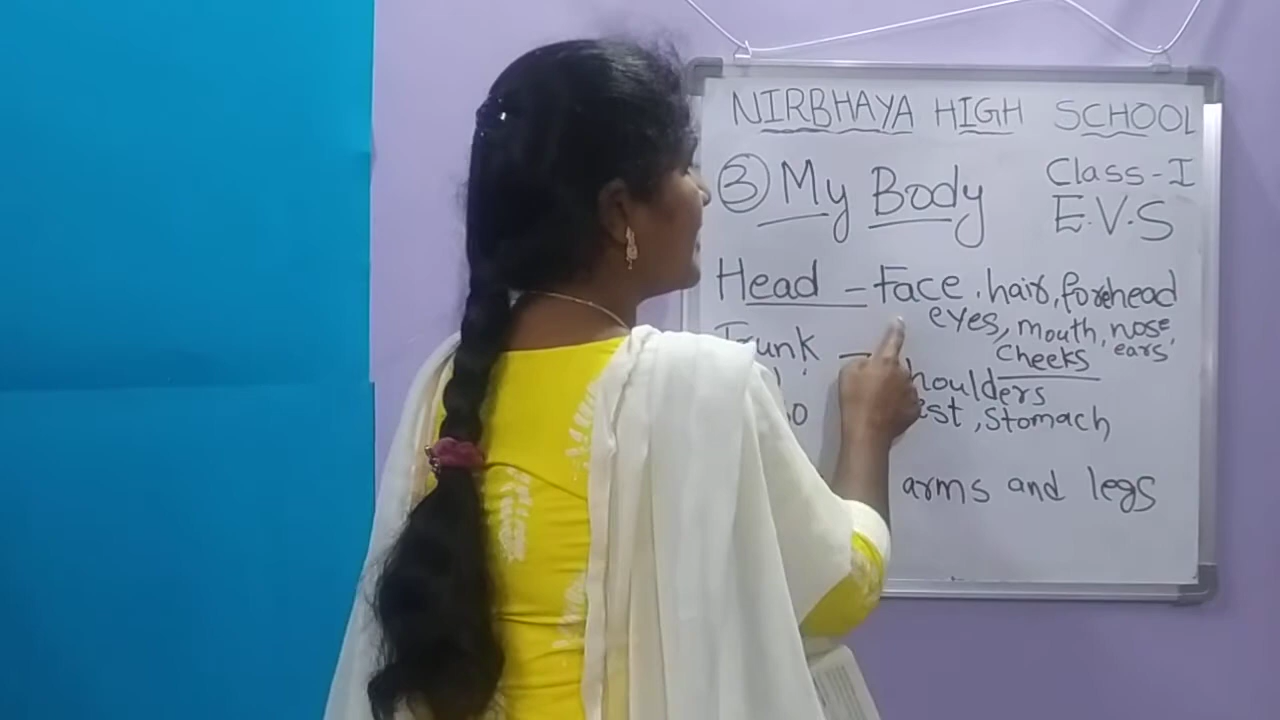 NIRBHAYA HIGH SCHOOL
3 My Body
Class-I
E.V.S
Head - Face, hair, forehead
eyes, mouth, nose,
cheeks ears
Trunk -
shoulders
stomach
arms and legs